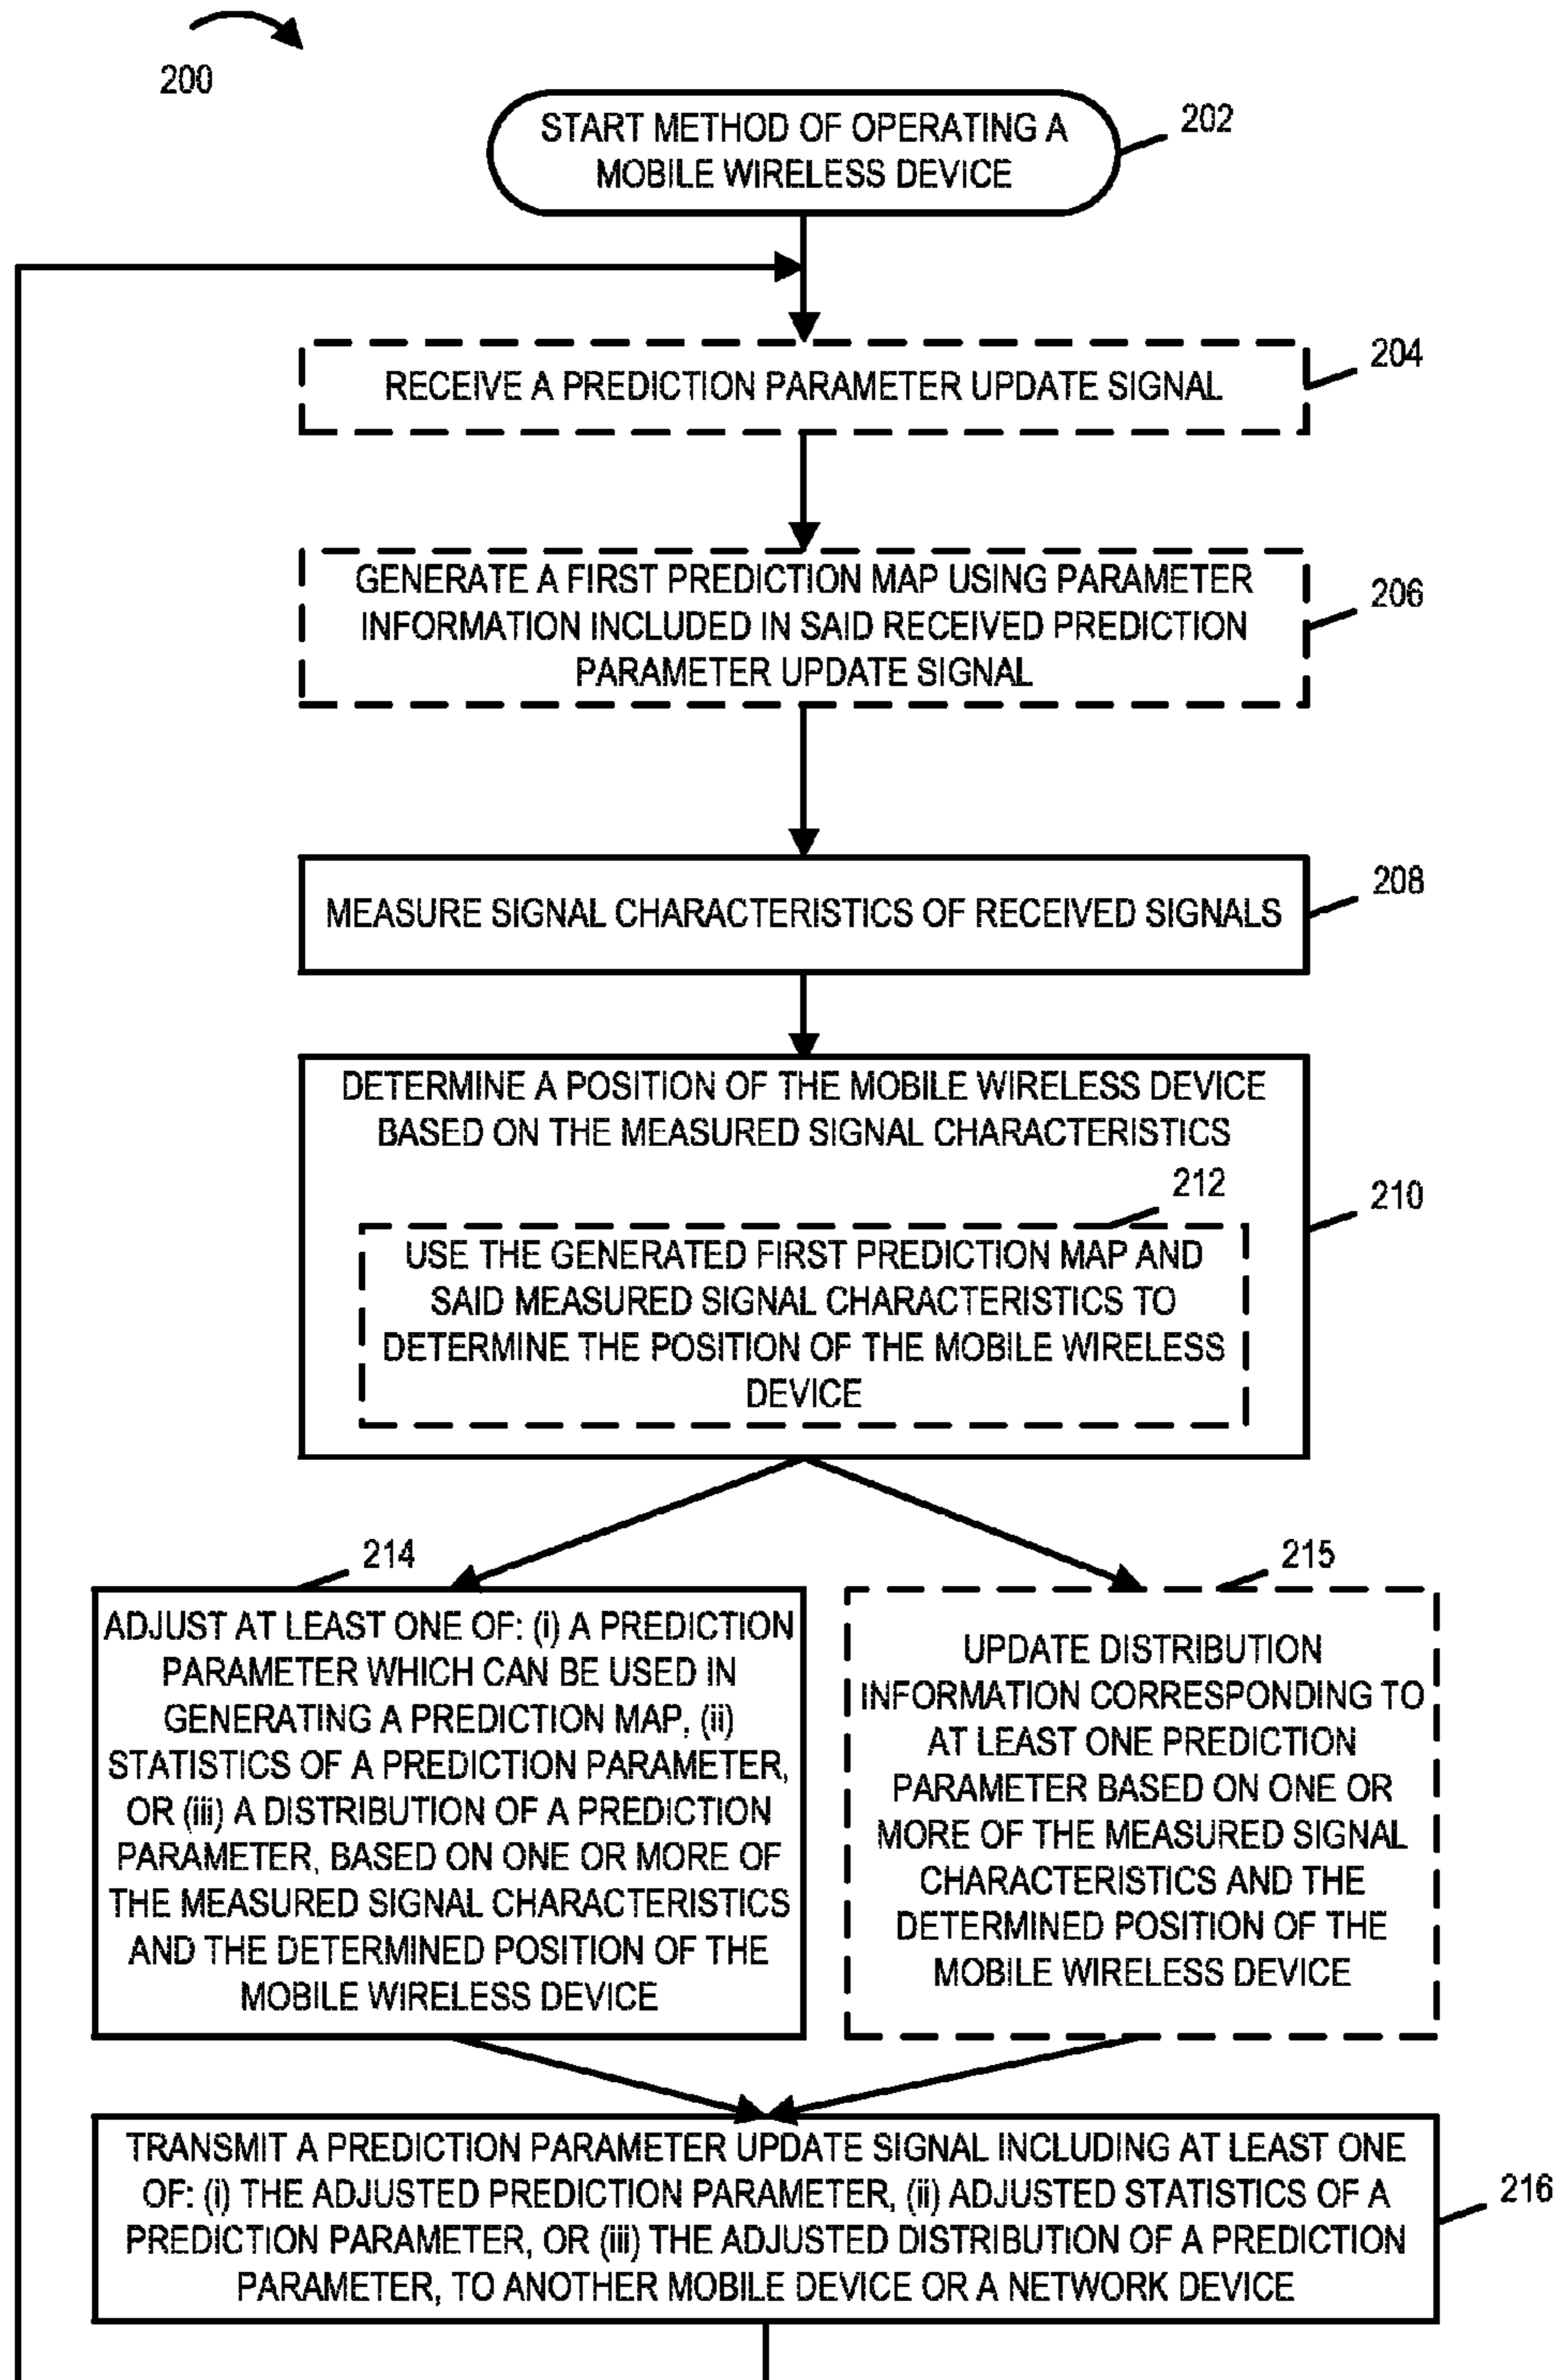 200
START METHOD OF OPERATING A
MOBILE WIRELESS DEVICE
202
RECEIVE A PREDICTION PARAMETER UPDATE SIGNAL
204
GENERATE A FIRST PREDICTION MAP USING PARAMETER
INFORMATION INCLUDED IN SAID RECEIVED PREDICTION
PARAMETER UPDATE SIGNAL
206
MEASURE SIGNAL CHARACTERISTICS OF RECEIVED SIGNALS
208
DETERMINE A POSITION OF THE MOBILE WIRELESS DEVICE
BASED ON THE MEASURED SIGNAL CHARACTERISTICS
210
212
USE THE GENERATED FIRST PREDICTION MAP AND
SAID MEASURED SIGNAL CHARACTERISTICS TO
DETERMINE THE POSITION OF THE MOBILE WIRELESS
DEVICE
214
ADJUST AT LEAST ONE OF: (i) A PREDICTION
PARAMETER WHICH CAN BE USED IN
GENERATING A PREDICTION MAP, (ii)
STATISTICS OF A PREDICTION PARAMETER,
OR (iii) A DISTRIBUTION OF A PREDICTION
PARAMETER, BASED ON ONE OR MORE OF
THE MEASURED SIGNAL CHARACTERISTICS
AND THE DETERMINED POSITION OF THE
MOBILE WIRELESS DEVICE
215
UPDATE DISTRIBUTION
INFORMATION CORRESPONDING TO
AT LEAST ONE PREDICTION
PARAMETER BASED ON ONE OR
MORE OF THE MEASURED SIGNAL
CHARACTERISTICS AND THE
DETERMINED POSITION OF THE
MOBILE WIRELESS DEVICE
TRANSMIT A PREDICTION PARAMETER UPDATE SIGNAL INCLUDING AT LEAST ONE
OF: (i) THE ADJUSTED PREDICTION PARAMETER, (ii) ADJUSTED STATISTICS OF A
PREDICTION PARAMETER, OR (iii) THE ADJUSTED DISTRIBUTION OF A PREDICTION
PARAMETER, TO ANOTHER MOBILE DEVICE OR A NETWORK DEVICE
216